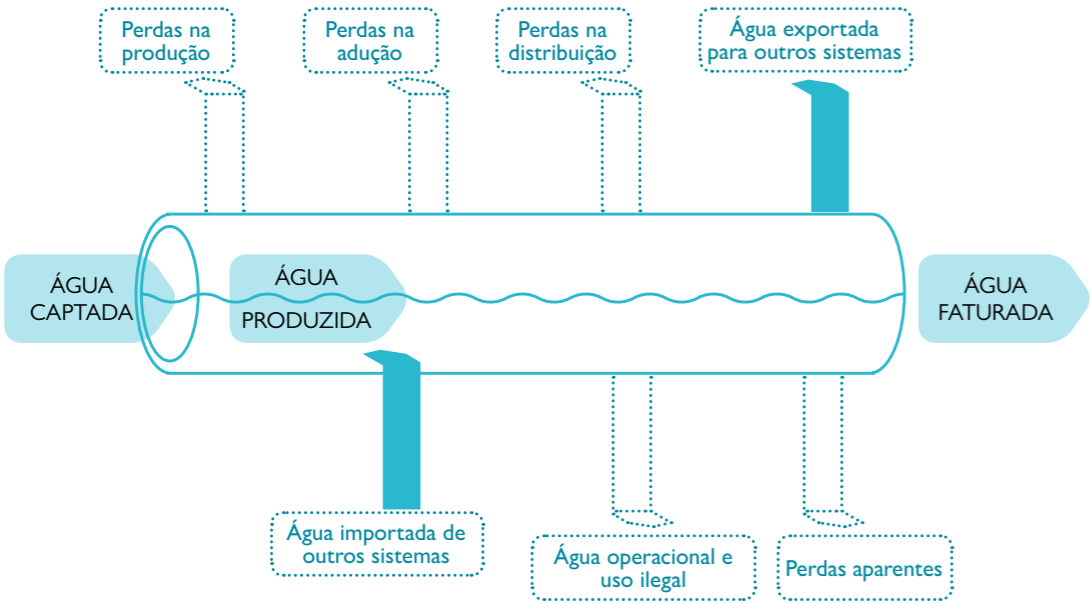 Perdas na
produção
Perdas na
adução
Perdas na
distribuição
Água exportada
para outros sistemas
ÁGUA
CAPTADA
ÁGUA
PRODUZIDA
ÁGUA
FATURADA
Água importada de
outros sistemas
Água operacional e
uso ilegal
Perdas aparentes